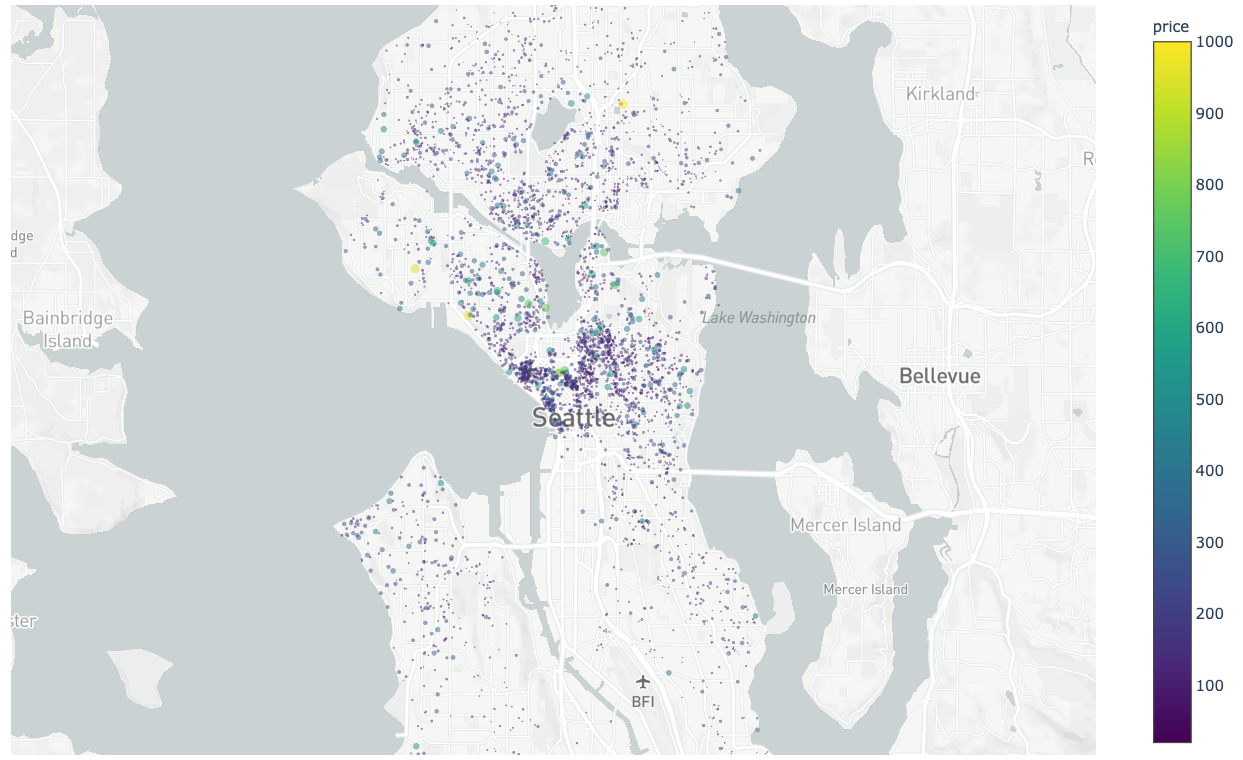 price
1000
900
800
700
600
500
400
300
200
100
Kirkland
Bainbridge
Island
Lake Washington
Bellevue
Seattle
Mercer Island
Mercer Island
BFI
dge
d
ster
R